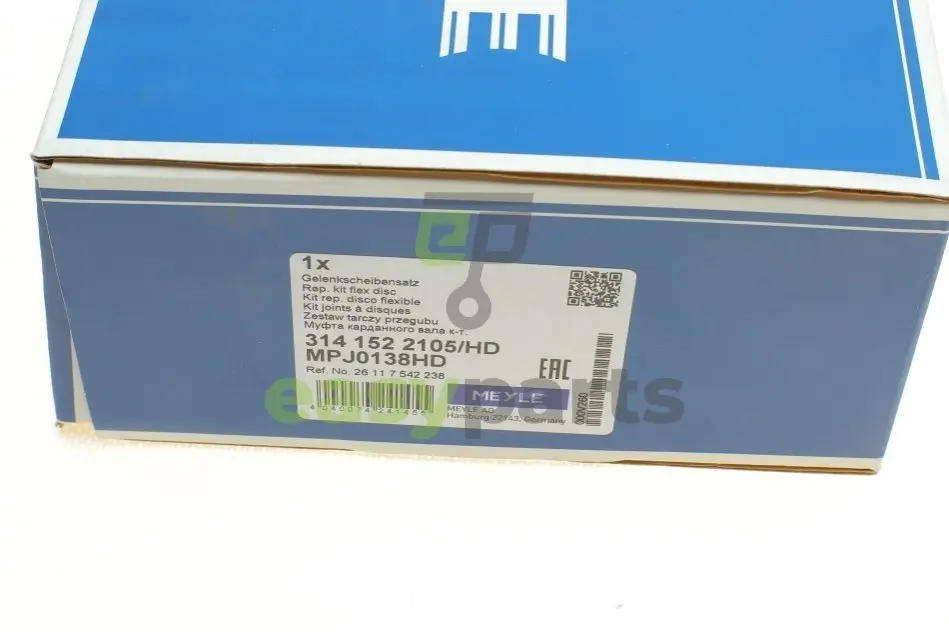 1x
Gelenkscheibensatz
Rep. kit flex disc
Kit rep. disco flexible
Kit joints à disques
Zestaw tarczy przegubu
Муфта карданного вала к-т.
314 152 2105/HD
MPJ0138HD
Ref. No. 26 11 7 542 238
EAC
MEYLE
MEYLE AG
Hamburg 22143, Germany
000V260
ep
easyparts